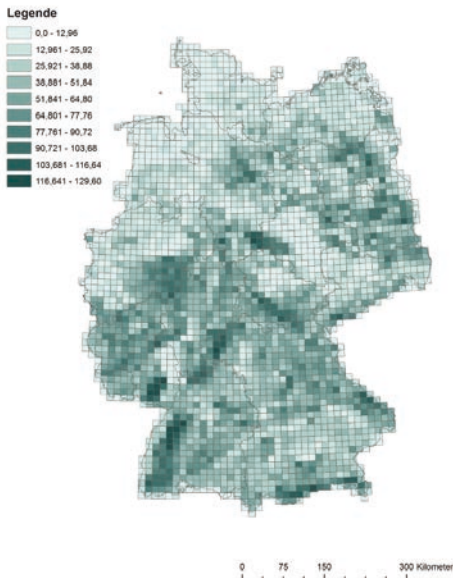 Legende
0,0 - 12,96
12,961 - 25,92
25,921 - 38,88
38,881 - 51,84
51,841 - 64,80
64,801 - 77,76
77,761 - 90,72
90,721 - 103,68
103,681 - 116,64
116,641 - 129,60
0 75 150 300 Kilometer